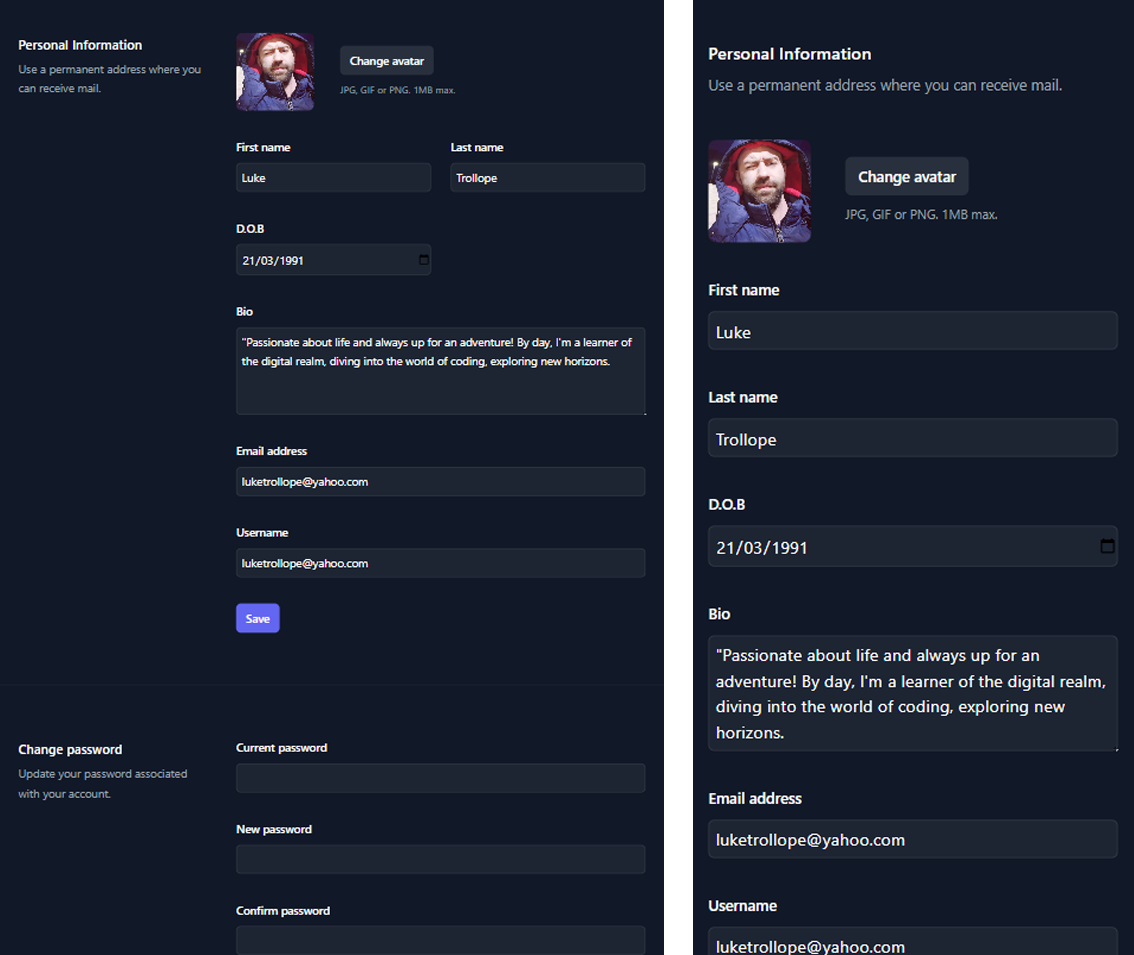 Personal Information
Use a permanent address where you
can receive mail.
Change avatar
JPG, GIF or PNG. 1MB max.
First name
Last name
Luke
Trollope
D.O.B
21/03/1991
Bio
"Passionate about life and always up for an adventure! By day, I'm a learner of
the digital realm, diving into the world of coding, exploring new horizons.
Email address
luketrollope@yahoo.com
Username
luketrollope@yahoo.com
Save
Change password
Update your password associated
with your account.
Current password
New password
Confirm password
Personal Information
Use a permanent address where you can receive mail.
Change avatar
JPG, GIF or PNG. 1MB max.
First name
Luke
Last name
Trollope
D.O.B
21/03/1991
Bio
"Passionate about life and always up for an
adventure! By day, I'm a learner of the digital realm,
diving into the world of coding, exploring new
horizons.
Email address
luketrollope@yahoo.com
Username
luketrollope@yahoo.com